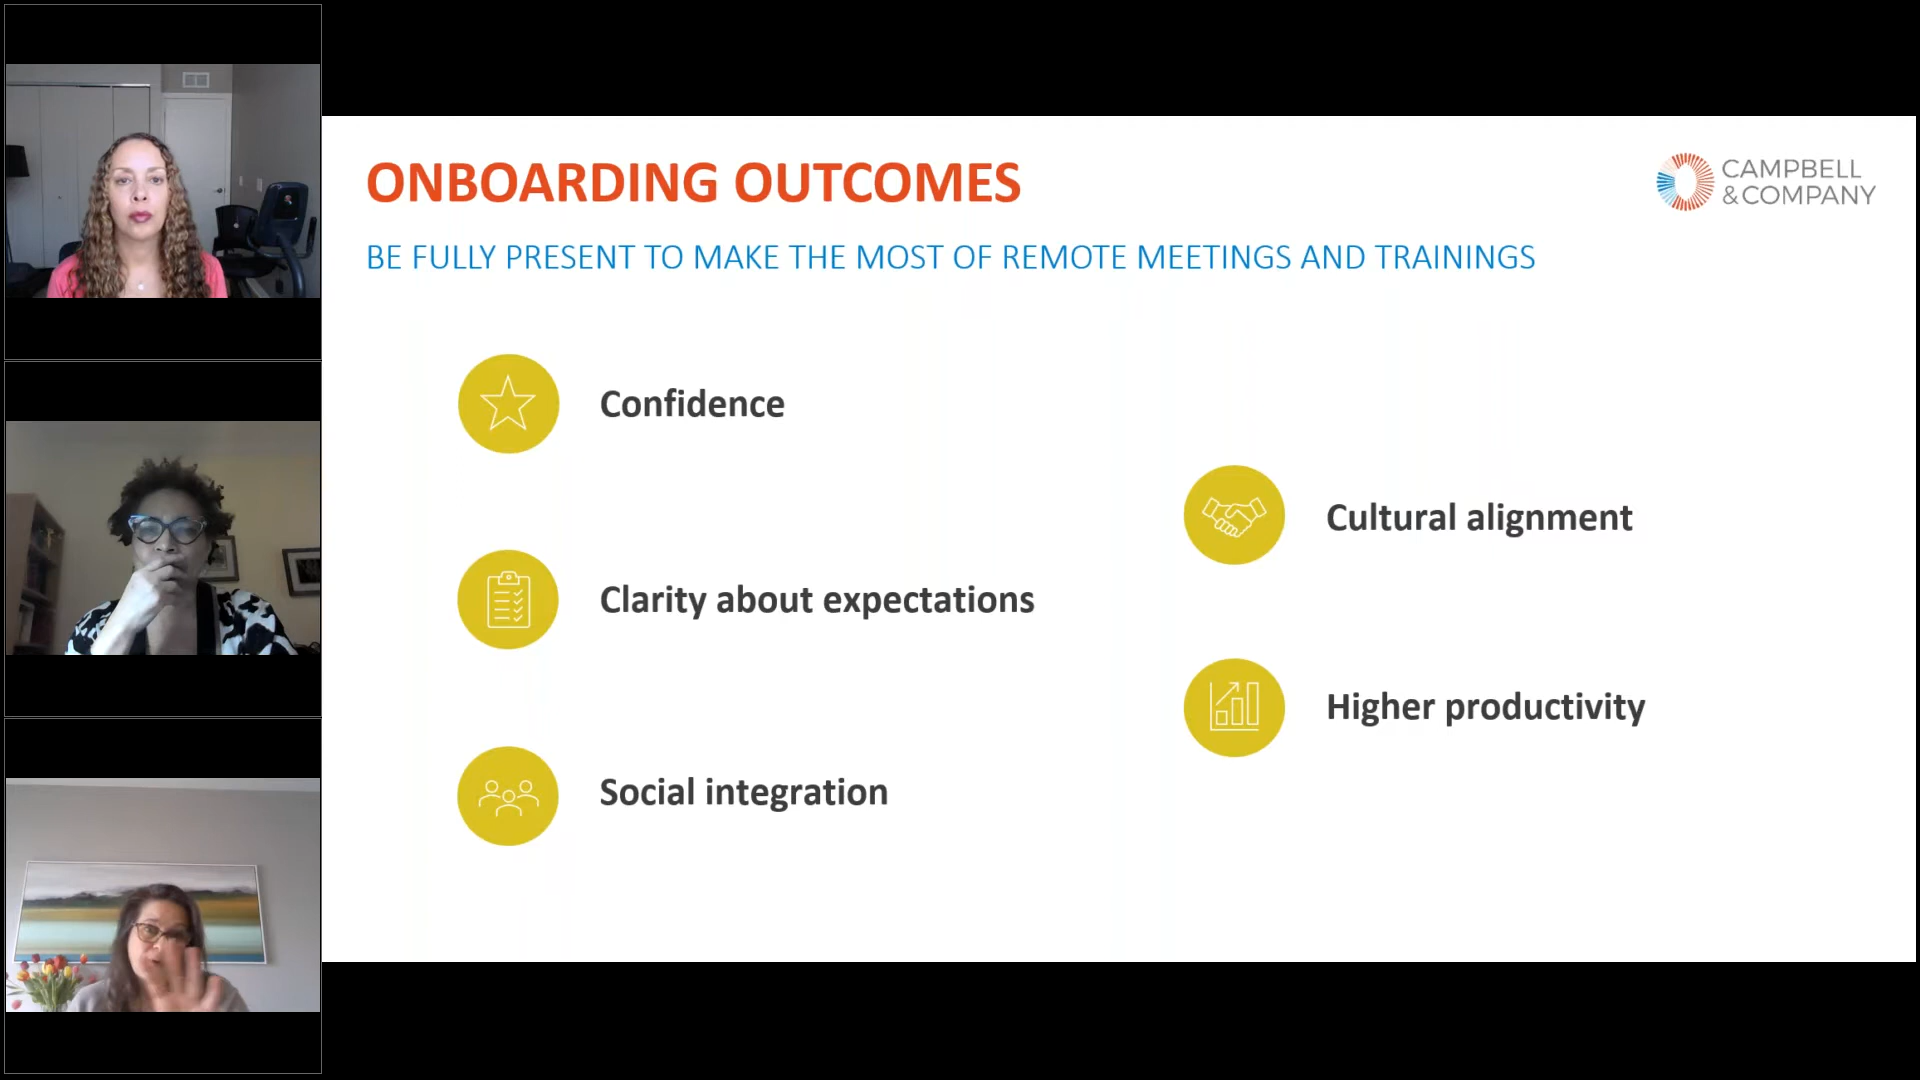 ONBOARDING OUTCOMES
CAMPBELL
& COMPANY
BE FULLY PRESENT TO MAKE THE MOST OF REMOTE MEETINGS AND TRAININGS
Confidence
Clarity about expectations
Social integration
Cultural alignment
Higher productivity